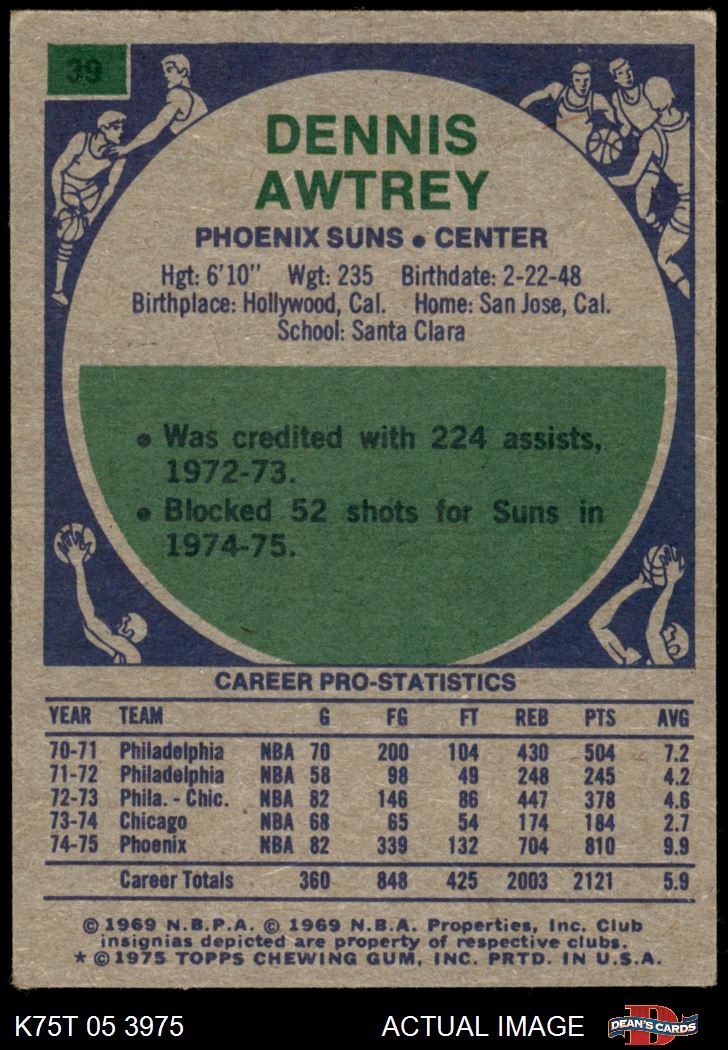 39
DENNIS
AWTREY
PHOENIX SUNS • CENTER
Hgt: 6'10" Wgt: 235 Birthdate: 2-22-48
Birthplace: Hollywood, Cal. Home: San Jose, Cal.
School: Santa Clara
• Was credited with 224 assists,
1972-73.
• Blocked 52 shots for Suns in
1974-75.
CAREER PRO-STATISTICS
YEAR TEAM G FG FT REB PTS AVG
70-71 Philadelphia NBA 70 200 104 430 504 7.2
71-72 Philadelphia NBA 58 98 49 248 245 4.2
72-73 Phila. - Chic. NBA 82 146 86 447 378 4.6
73-74 Chicago NBA 68 65 54 174 184 2.7
74-75 Phoenix NBA 82 339 132 704 810 9.9
Career Totals 360 848 425 2003 2121 5.9
© 1969 N.B.P.A. © 1969 N.B.A. Properties, Inc. Club
insignias depicted are property of respective clubs.
* © 1975 TOPPS CHEWING GUM, INC. PRTD. IN U.S.A.
K75T 05 3975 ACTUAL IMAGE D DEAN'S CARDS